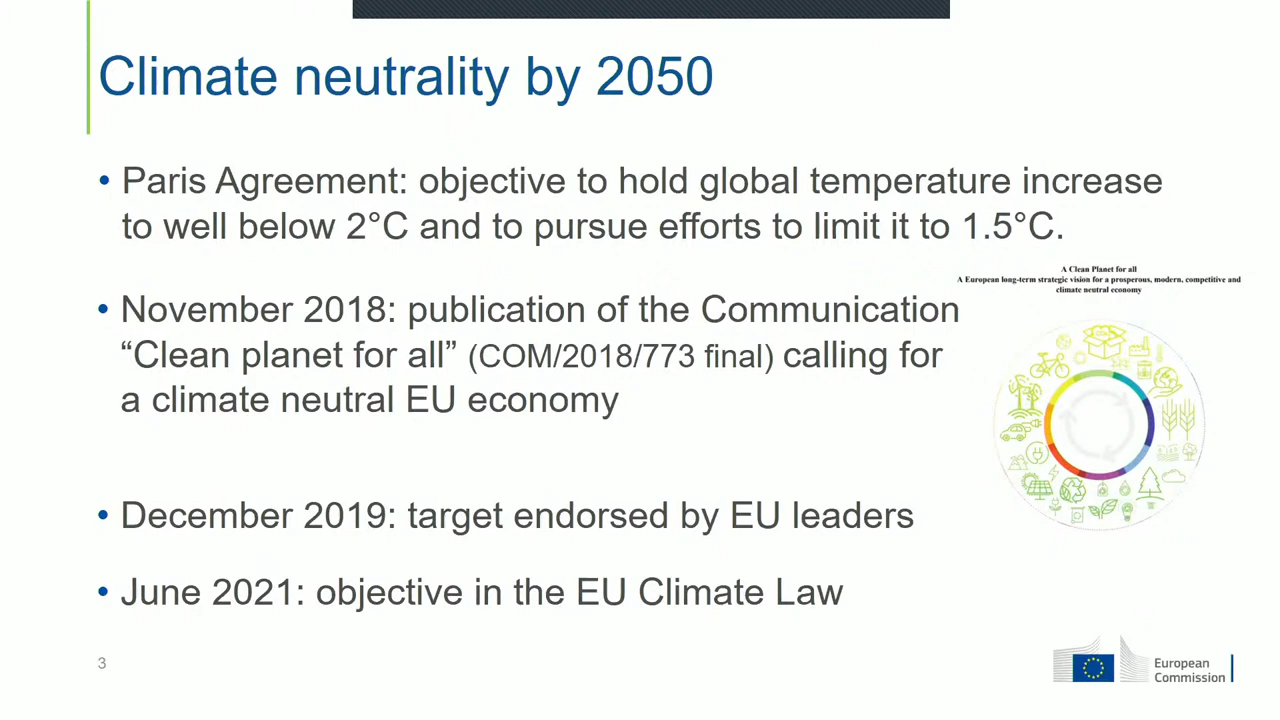 Climate neutrality by 2050
• Paris Agreement: objective to hold global temperature increase
to well below 2°C and to pursue efforts to limit it to 1.5°C.
A Clean Planet for all
A European long-term strategic vision for a prosperous, modern, competitive and
climate neutral economy
• November 2018: publication of the Communication
“Clean planet for all” (COM/2018/773 final) calling for
a climate neutral EU economy
• December 2019: target endorsed by EU leaders
• June 2021: objective in the EU Climate Law
3
European
Commission